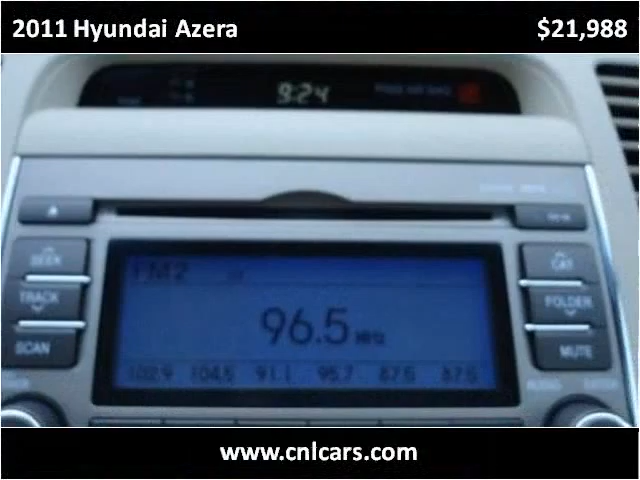 2011 Hyundai Azera $21,988
9:24
SEEK
CAT
FM2
TRACK
FOLDER
96.5 MHz
SCAN
MUTE
102.9 104.5 91.1 95.7 87.5 87.5
www.cnlcars.com